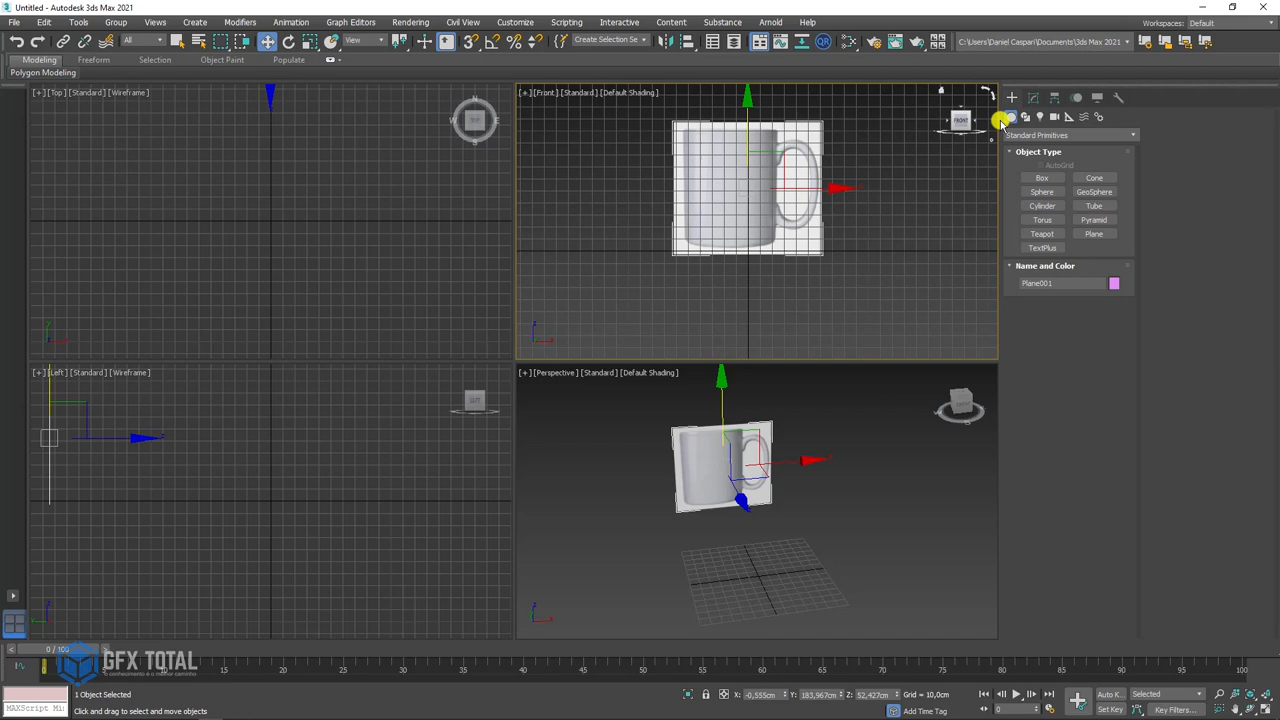 Untitled - Autodesk 3ds Max 2021
File Edit Tools Group Views Create Modifiers Animation Graph Editors Rendering Civil View Customize Scripting Interactive Content Substance Arnold Help
Workspaces: Default
All View Create Selection Se C:\Users\Daniel Caspari\Documents\3ds Max 2021
Modeling Freeform Selection Object Paint Populate
Polygon Modeling
[+] [Top] [Standard] [Wireframe]
[+] [Front] [Standard] [Default Shading]
N
W
S
FRONT
Standard Primitives
Object Type
AutoGrid
Box Cone
Sphere GeoSphere
Cylinder Tube
Torus Pyramid
Teapot Plane
TextPlus
Name and Color
Plane001
[+] [Left] [Standard] [Wireframe]
[+] [Perspective] [Standard] [Default Shading]
0 / 100
GFX TOTAL
o conhecimento é o melhor caminho
0 15 20 25 30 35 40 45 50 55 60 65 70 75 80 85 90 95 100
1 Object Selected
X: -0,555cm Y: 183,967cm Z: 52,427cm Grid = 10,0cm
Auto K... Selected
MAXScript Mi
Click and drag to select and move objects
Add Time Tag
0
Set Key Key Filters...